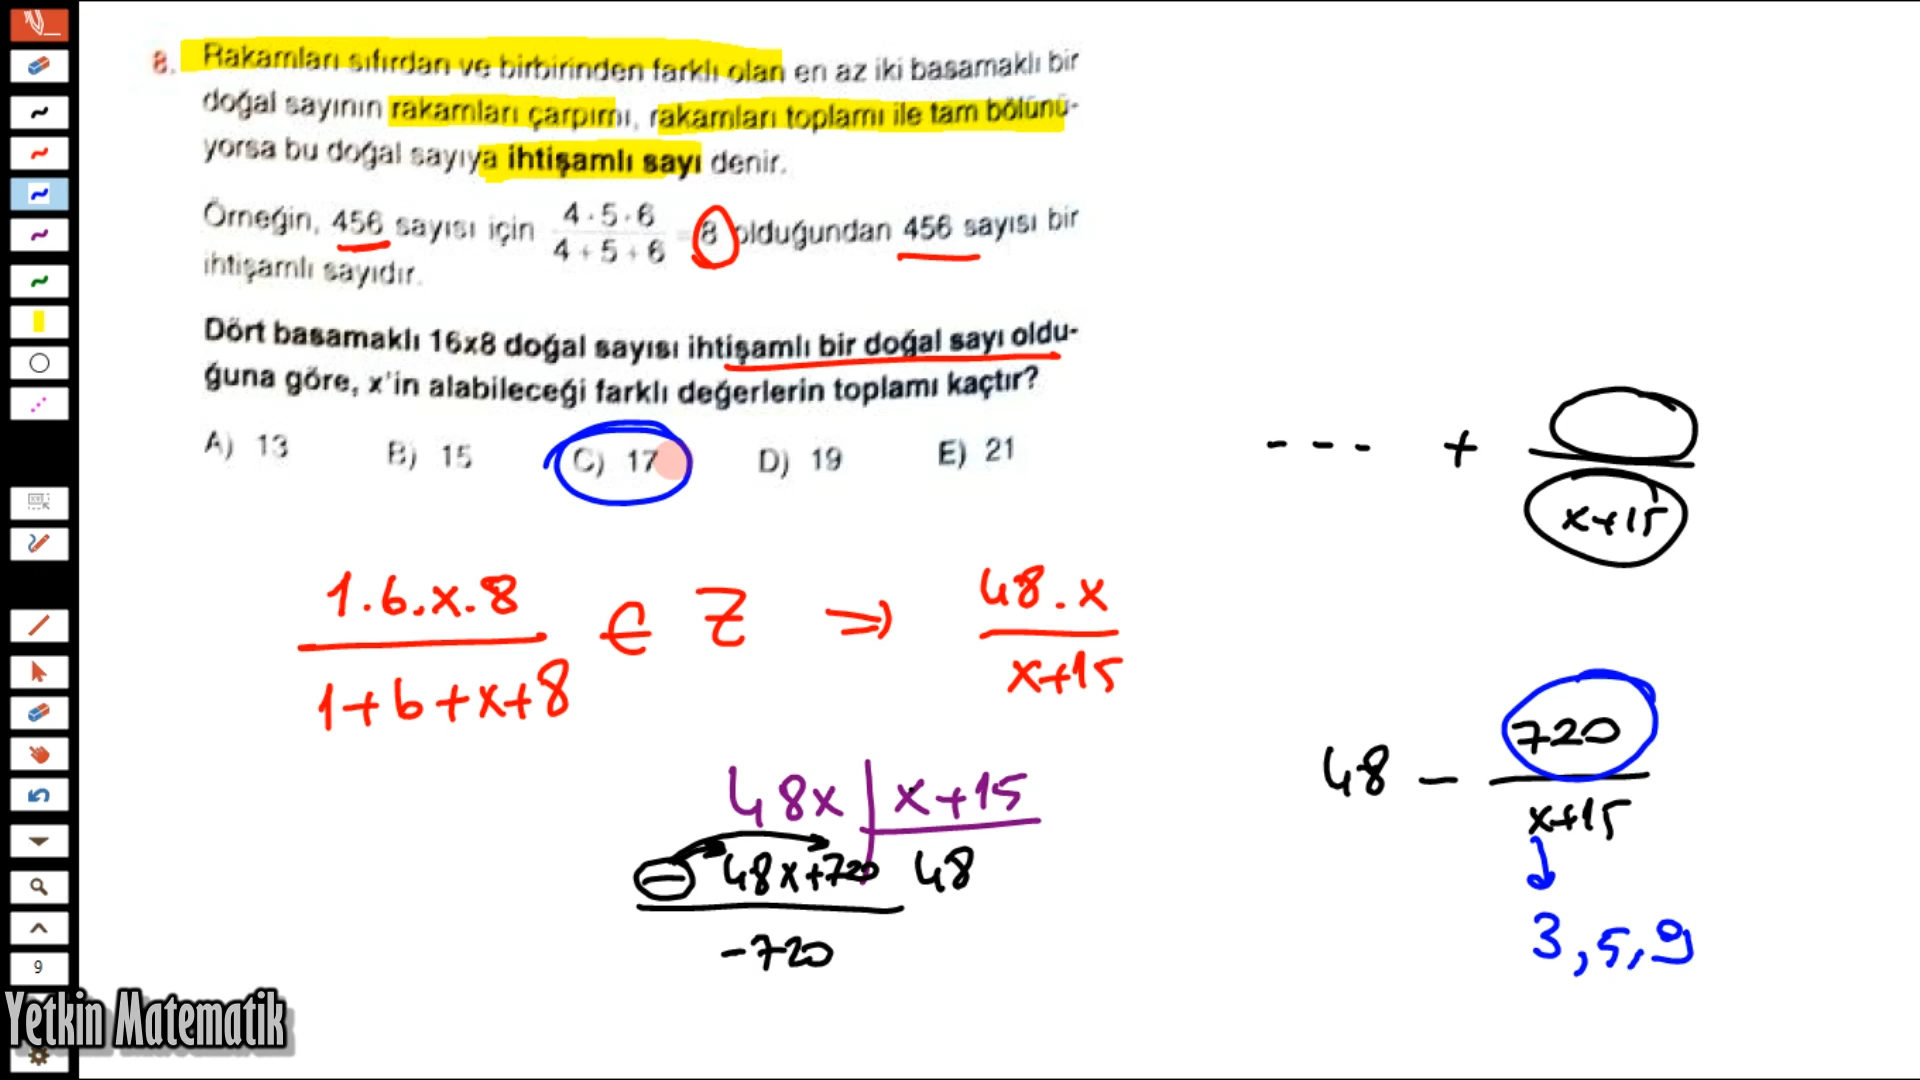 8. Rakamları sıfırdan ve birbirinden farklı olan en az iki basamaklı bir
doğal sayının rakamları çarpımı, rakamları toplamı ile tam bölünü-
yorsa bu doğal sayıya ihtişamlı sayı denir.
Örneğin, 456 sayısı için 4·5·6 / 4+5+6 = 8 olduğundan 456 sayısı bir
ihtişamlı sayıdır.
Dört basamaklı 16x8 doğal sayısı ihtişamlı bir doğal sayı oldu-
ğuna göre, x'in alabileceği farklı değerlerin toplamı kaçtır?
A) 13 B) 15 C) 17 D) 19 E) 21
--- + / x+15
1.6.x.8 / 1+6+x+8 ∈ Z ⇒ 48.x / x+15
48 - 720 / x+15
3,5,9
48x | x+15
- 48x+720 48
-720
9
Yetkin Matematik